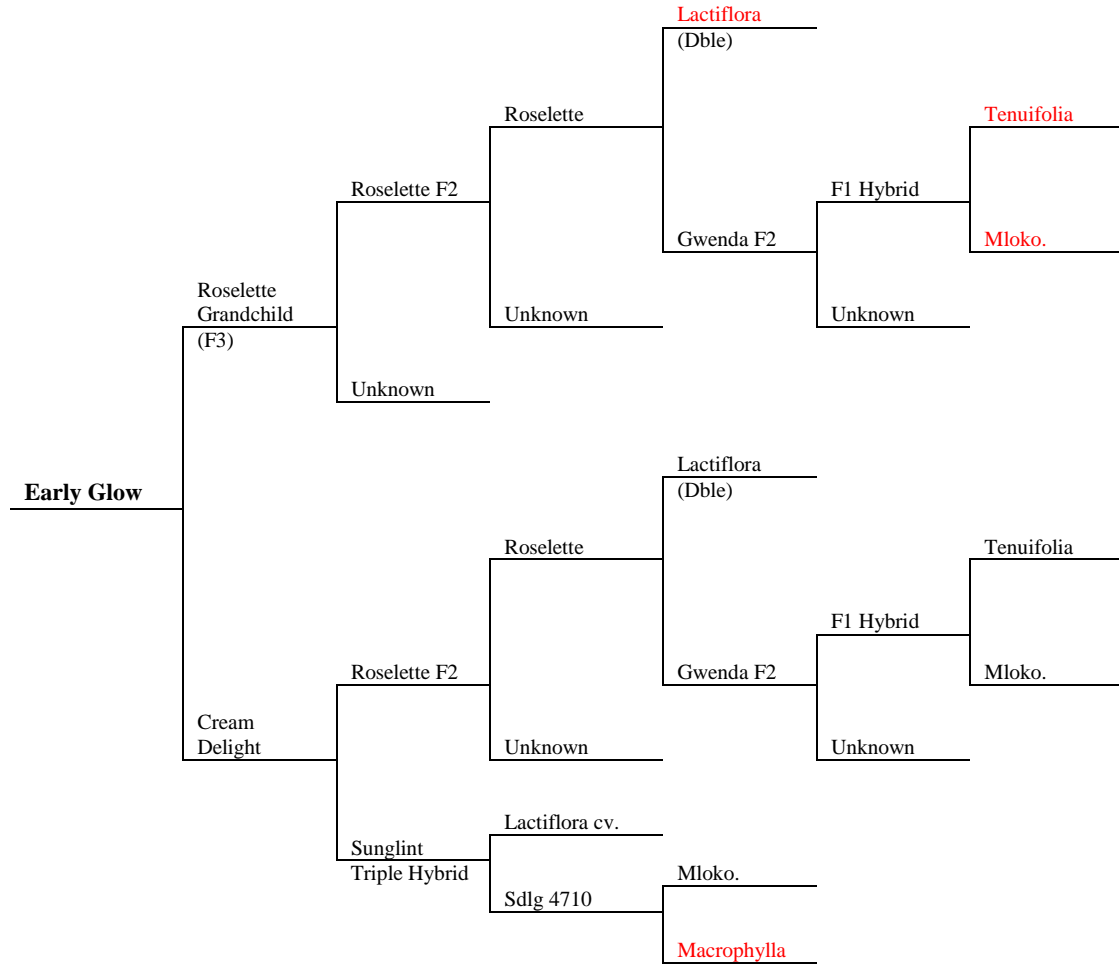 Lactiflora
(Dble)
Roselette
Tenuifolia
Roselette F2
F1 Hybrid
Gwenda F2
Mloko.
Roselette
Grandchild
(F3)
Unknown
Unknown
Unknown
Early Glow
Lactiflora
(Dble)
Roselette
Tenuifolia
F1 Hybrid
Roselette F2
Gwenda F2
Mloko.
Cream
Delight
Unknown
Unknown
Lactiflora cv.
Sunglint
Triple Hybrid
Mloko.
Sdlg 4710
Macrophylla